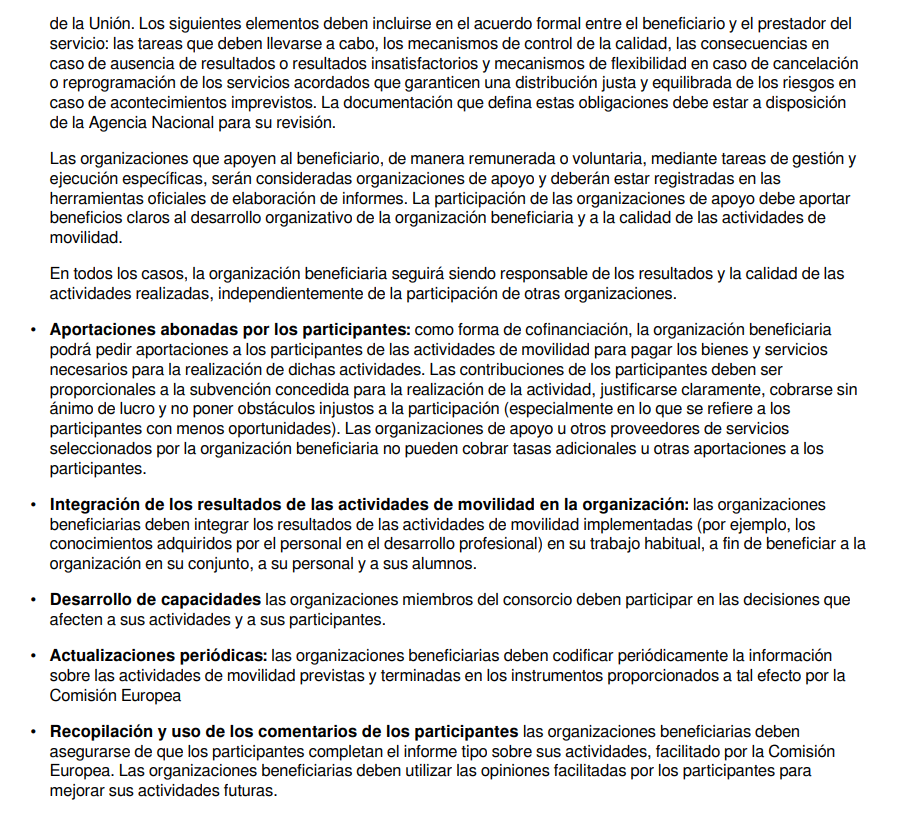 de la Unión. Los siguientes elementos deben incluirse en el acuerdo formal entre el beneficiario y el prestador del
servicio: las tareas que deben llevarse a cabo, los mecanismos de control de la calidad, las consecuencias en
caso de ausencia de resultados o resultados insatisfactorios y mecanismos de flexibilidad en caso de cancelación
o reprogramación de los servicios acordados que garanticen una distribución justa y equilibrada de los riesgos en
caso de acontecimientos imprevistos. La documentación que defina estas obligaciones debe estar a disposición
de la Agencia Nacional para su revisión.
Las organizaciones que apoyen al beneficiario, de manera remunerada o voluntaria, mediante tareas de gestión y
ejecución específicas, serán consideradas organizaciones de apoyo y deberán estar registradas en las
herramientas oficiales de elaboración de informes. La participación de las organizaciones de apoyo debe aportar
beneficios claros al desarrollo organizativo de la organización beneficiaria y a la calidad de las actividades de
movilidad.
En todos los casos, la organización beneficiaria seguirá siendo responsable de los resultados y la calidad de las
actividades realizadas, independientemente de la participación de otras organizaciones.
• Aportaciones abonadas por los participantes: como forma de cofinanciación, la organización beneficiaria
podrá pedir aportaciones a los participantes de las actividades de movilidad para pagar los bienes y servicios
necesarios para la realización de dichas actividades. Las contribuciones de los participantes deben ser
proporcionales a la subvención concedida para la realización de la actividad, justificarse claramente, cobrarse sin
ánimo de lucro y no poner obstáculos injustos a la participación (especialmente en lo que se refiere a los
participantes con menos oportunidades). Las organizaciones de apoyo u otros proveedores de servicios
seleccionados por la organización beneficiaria no pueden cobrar tasas adicionales u otras aportaciones a los
participantes.
• Integración de los resultados de las actividades de movilidad en la organización: las organizaciones
beneficiarias deben integrar los resultados de las actividades de movilidad implementadas (por ejemplo, los
conocimientos adquiridos por el personal en el desarrollo profesional) en su trabajo habitual, a fin de beneficiar a la
organización en su conjunto, a su personal y a sus alumnos.
• Desarrollo de capacidades las organizaciones miembros del consorcio deben participar en las decisiones que
afecten a sus actividades y a sus participantes.
• Actualizaciones periódicas: las organizaciones beneficiarias deben codificar periódicamente la información
sobre las actividades de movilidad previstas y terminadas en los instrumentos proporcionados a tal efecto por la
Comisión Europea
• Recopilación y uso de los comentarios de los participantes las organizaciones beneficiarias deben
asegurarse de que los participantes completan el informe tipo sobre sus actividades, facilitado por la Comisión
Europea. Las organizaciones beneficiarias deben utilizar las opiniones facilitadas por los participantes para
mejorar sus actividades futuras.